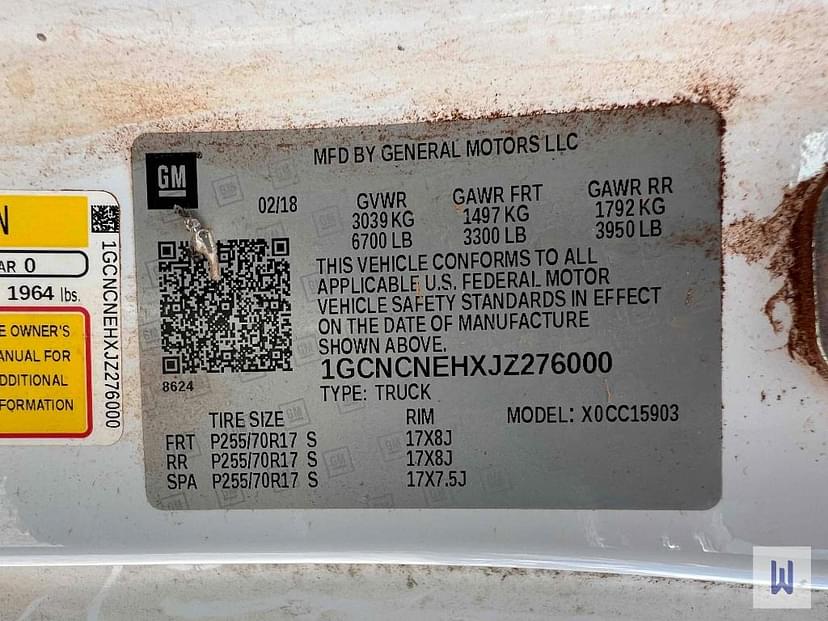 N
AR 0
1964 lbs.
E OWNER'S
ANUAL FOR
DDITIONAL
FORMATION
1GCNCNEHXJZ276000
GM
MFD BY GENERAL MOTORS LLC
02/18
GVWR GAWR FRT GAWR RR
3039 KG 1497 KG 1792 KG
6700 LB 3300 LB 3950 LB
THIS VEHICLE CONFORMS TO ALL
APPLICABLE U.S. FEDERAL MOTOR
VEHICLE SAFETY STANDARDS IN EFFECT
ON THE DATE OF MANUFACTURE
SHOWN ABOVE.
8624
1GCNCNEHXJZ276000
TYPE: TRUCK
TIRE SIZE RIM MODEL: X0CC15903
FRT P255/70R17 S 17X8J
RR P255/70R17 S 17X8J
SPA P255/70R17 S 17X7.5J
W